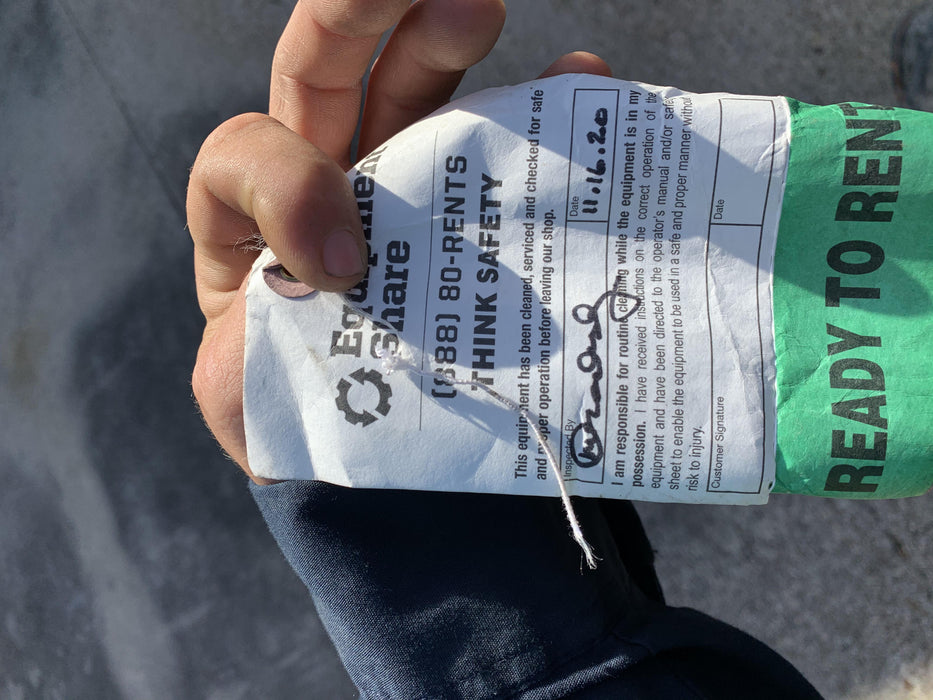 Equipment
Share
(888) 80-RENTS
THINK SAFETY
This equipment has been cleaned, serviced and checked for safe
and proper operation before leaving our shop.
Inspected By
Date
11.16.20
I am responsible for routine cleaning while the equipment is in my
possession. I have received instructions on the correct operation of the
equipment and have been directed to the operator's manual and/or safety
sheet to enable the equipment to be used in a safe and proper manner without
risk to injury.
Customer Signature
Date
READY TO RENT